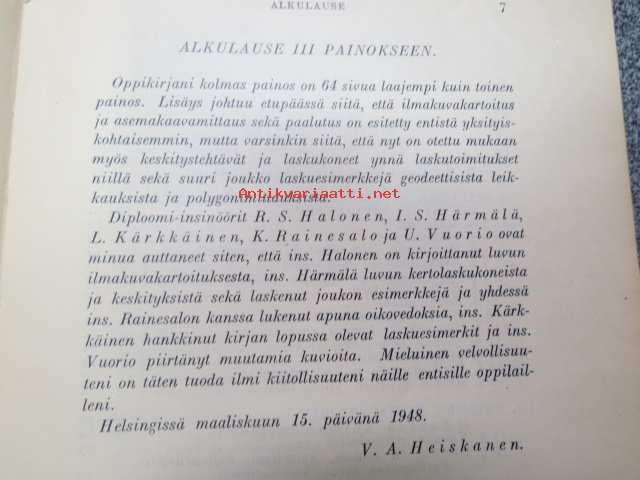 ALKULAUSE 7
ALKULAUSE III PAINOKSEEN.
Oppikirjani kolmas painos on 64 sivua laajempi kuin toinen
painos. Lisäys johtuu etupäässä siitä, että ilmakuvakartoitus
ja asemakaavamittaus sekä paalutus on esitetty entistä yksityis-
kohtaisemmin, mutta varsinkin siitä, että nyt on otettu mukaan
myös keskitystehtävät ja laskukoneet ynnä laskutoimitukset
niillä sekä suuri joukko laskuesimerkkejä geodeettisista leik-
Antikvariaatti.net
kauksista ja
Diploomi-insinöörit R. S. Halonen, I. S. Härmälä,
L. Kärkkäinen, K. Rainesalo ja U. Vuorio ovat
minua auttaneet siten, että ins. Halonen on kirjoittanut luvun
ilmakuvakartoituksesta, ins. Härmälä luvun kertolaskukoneista
ja keskityksistä sekä laskenut joukon esimerkkejä ja yhdessä
ins. Rainesalon kanssa lukenut apuna oikovedoksia, ins. Kärk-
käinen hankkinut kirjan lopussa olevat laskuesimerkit ja ins.
Vuorio piirtänyt muutamia kuvioita. Mieluinen velvollisuu-
teni on täten tuoda ilmi kiitollisuuteni näille entisille oppilail-
leni.
Helsingissä maaliskuun 15. päivänä 1948.
V. A. Heiskanen.